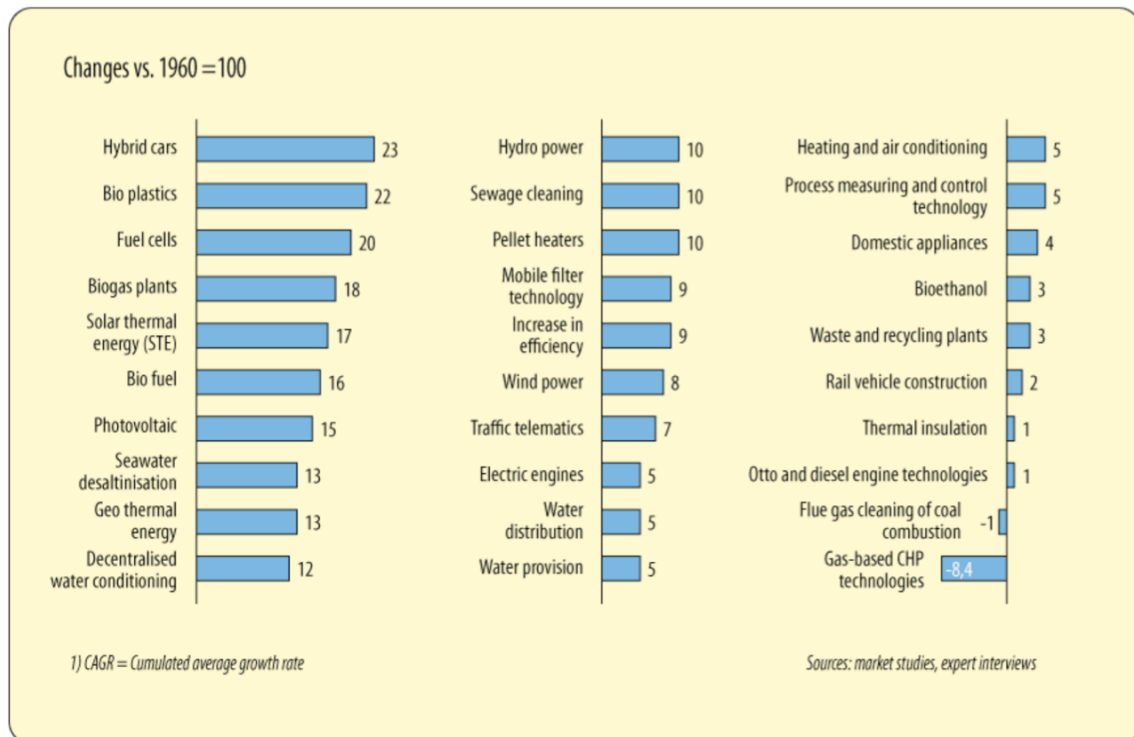 Changes vs. 1960 =100
Hybrid cars 23
Bio plastics 22
Fuel cells 20
Biogas plants 18
Solar thermal
energy (STE) 17
Bio fuel 16
Photovoltaic 15
Seawater
desaltinisation 13
Geo thermal
energy 13
Decentralised
water conditioning 12
Hydro power 10
Sewage cleaning 10
Pellet heaters 10
Mobile filter
technology 9
Increase in
efficiency 9
Wind power 8
Traffic telematics 7
Electric engines 5
Water
distribution 5
Water provision 5
Heating and air conditioning 5
Process measuring and control
technology 5
Domestic appliances 4
Bioethanol 3
Waste and recycling plants 3
Rail vehicle construction 2
Thermal insulation 1
Otto and diesel engine technologies 1
Flue gas cleaning of coal
combustion -1
Gas-based CHP
technologies -8,4
1) CAGR = Cumulated average growth rate
Sources: market studies, expert interviews